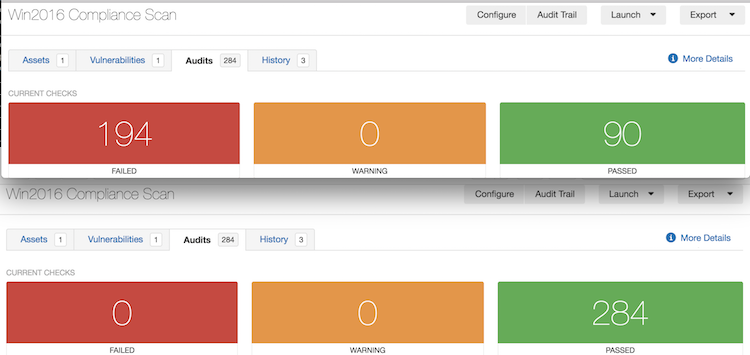 Win2016 Compliance Scan Configure Audit Trail Launch Export
Assets 1 Vulnerabilities 1 Audits 284 History 3 More Details
CURRENT CHECKS
194 0 90
FAILED WARNING PASSED
Win2016 Compliance Scan Configure Audit Trail Launch Export
Assets 1 Vulnerabilities 1 Audits 284 History 3 More Details
CURRENT CHECKS
0 0 284
FAILED WARNING PASSED